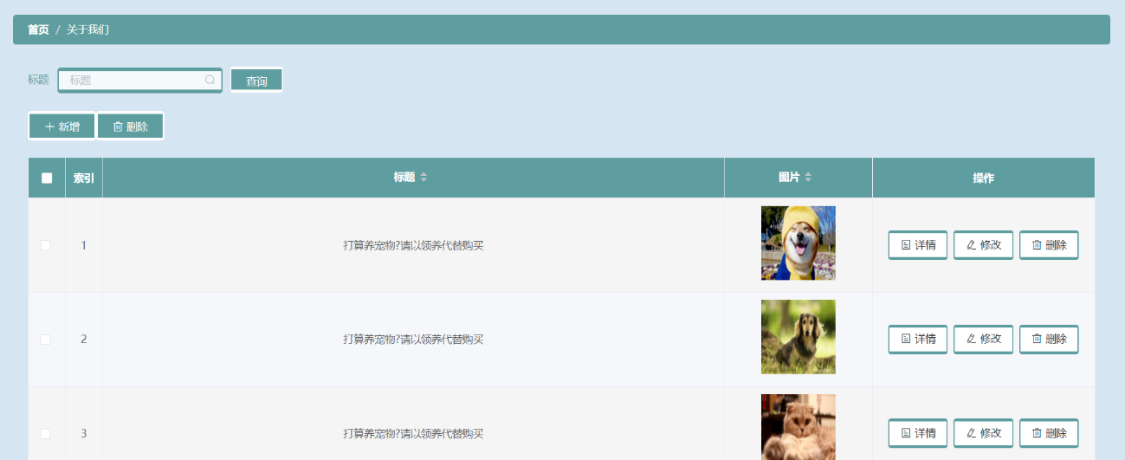 首页 / 关于我们
标题 标题 查询
新增 删除
索引 标题 图片 操作
1 打算养宠物?请以领养代替购买 详情 修改 删除
2 打算养宠物?请以领养代替购买 详情 修改 删除
3 打算养宠物?请以领养代替购买 详情 修改 删除